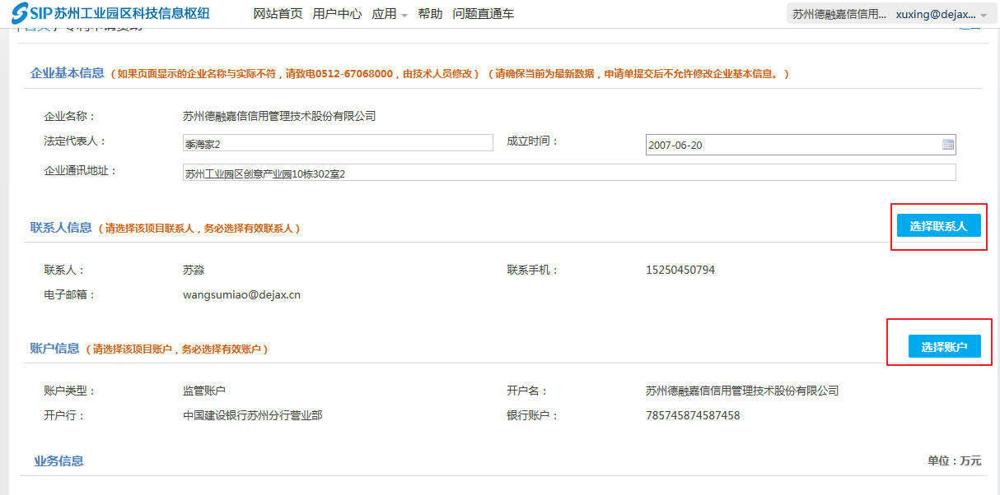 SIP苏州工业园区科技信息枢纽 网站首页 用户中心 应用 帮助 问题直通车 苏州德融嘉信信用... xuxing@dejax...
企业基本信息 （如果页面显示的企业名称与实际不符，请致电0512-67068000，由技术人员修改）（请确保当前为最新数据，申请单提交后不允许修改企业基本信息。）
企业名称： 苏州德融嘉信信用管理技术股份有限公司
法定代表人： 季海家2 成立时间： 2007-06-20
企业通讯地址： 苏州工业园区创意产业园10栋302室2
联系人信息 （请选择该项目联系人，务必选择有效联系人） 选择联系人
联系人： 苏淼 联系手机： 15250450794
电子邮箱： wangsumiao@dejax.cn
账户信息 （请选择该项目账户，务必选择有效账户） 选择账户
账户类型： 监管账户 开户名： 苏州德融嘉信信用管理技术股份有限公司
开户行： 中国建设银行苏州分行营业部 银行账户： 785745874587458
业务信息 单位：万元